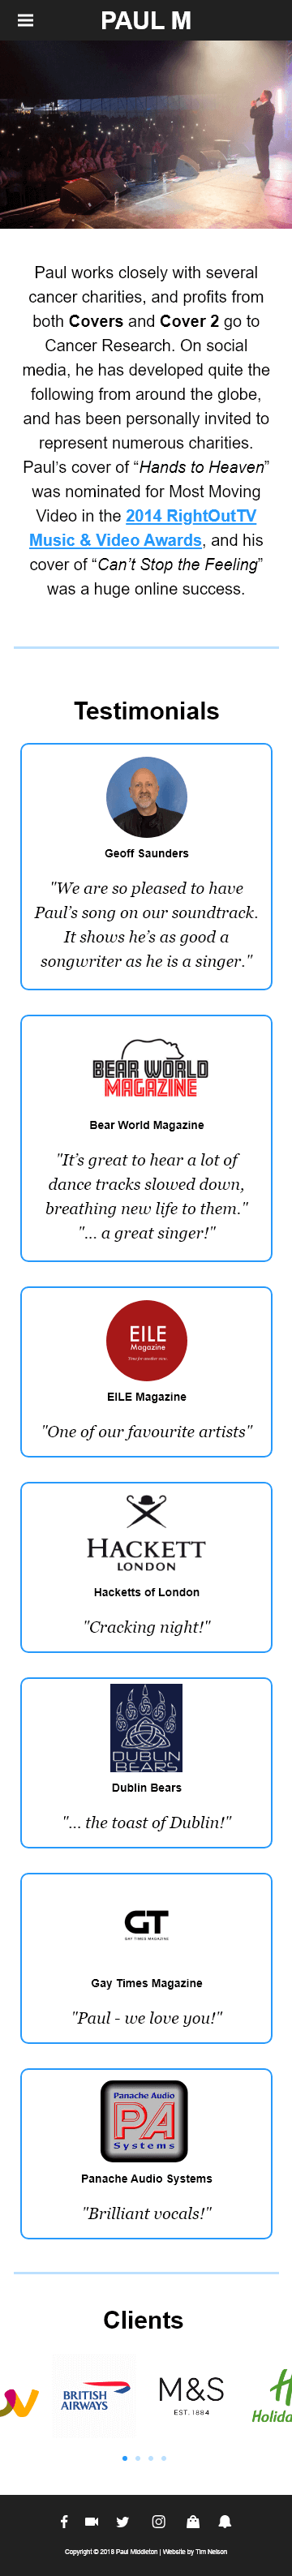 PAUL M
Paul works closely with several
cancer charities, and profits from
both Covers and Cover 2 go to
Cancer Research. On social
media, he has developed quite the
following from around the globe,
and has been personally invited to
represent numerous charities.
Paul’s cover of “Hands to Heaven”
was nominated for Most Moving
Video in the 2014 RightOutTV
Music & Video Awards, and his
cover of “Can’t Stop the Feeling”
was a huge online success.
Testimonials
Geoff Saunders
"We are so pleased to have
Paul’s song on our soundtrack.
It shows he’s as good a
songwriter as he is a singer."
BEAR WORLD
MAGAZINE
Bear World Magazine
"It’s great to hear a lot of
dance tracks slowed down,
breathing new life to them."
"... a great singer!"
EILE
Magazine
Time for another view.
EILE Magazine
"One of our favourite artists"
HACKETT
LONDON
Hacketts of London
"Cracking night!"
DUBLIN
BEARS
Dublin Bears
"... the toast of Dublin!"
GT
GAY TIMES MAGAZINE
Gay Times Magazine
"Paul - we love you!"
Panache Audio
PA
Systems
Panache Audio Systems
"Brilliant vocals!"
Clients
BRITISH
AIRWAYS
M&S
EST. 1884
H
Holida
Copyright © 2018 Paul Middleton | Website by Tim Nelson